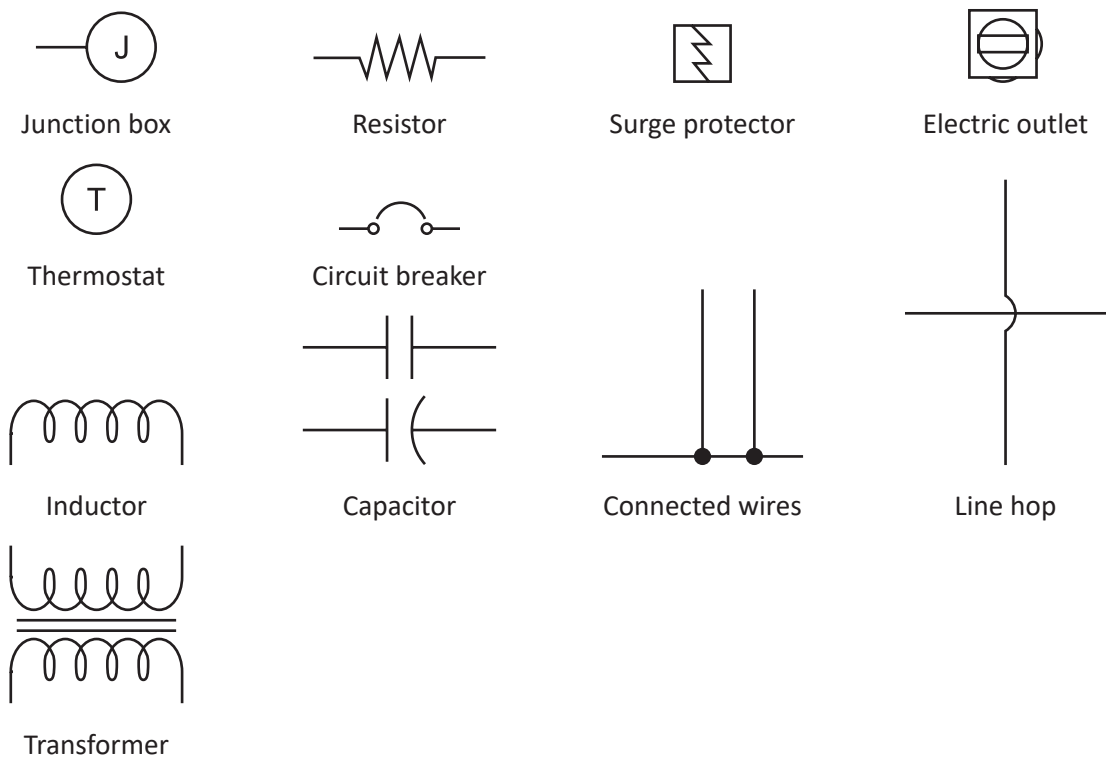 J
Junction box
Resistor
Surge protector
Electric outlet
T
Thermostat
Circuit breaker
Inductor
Capacitor
Connected wires
Line hop
Transformer